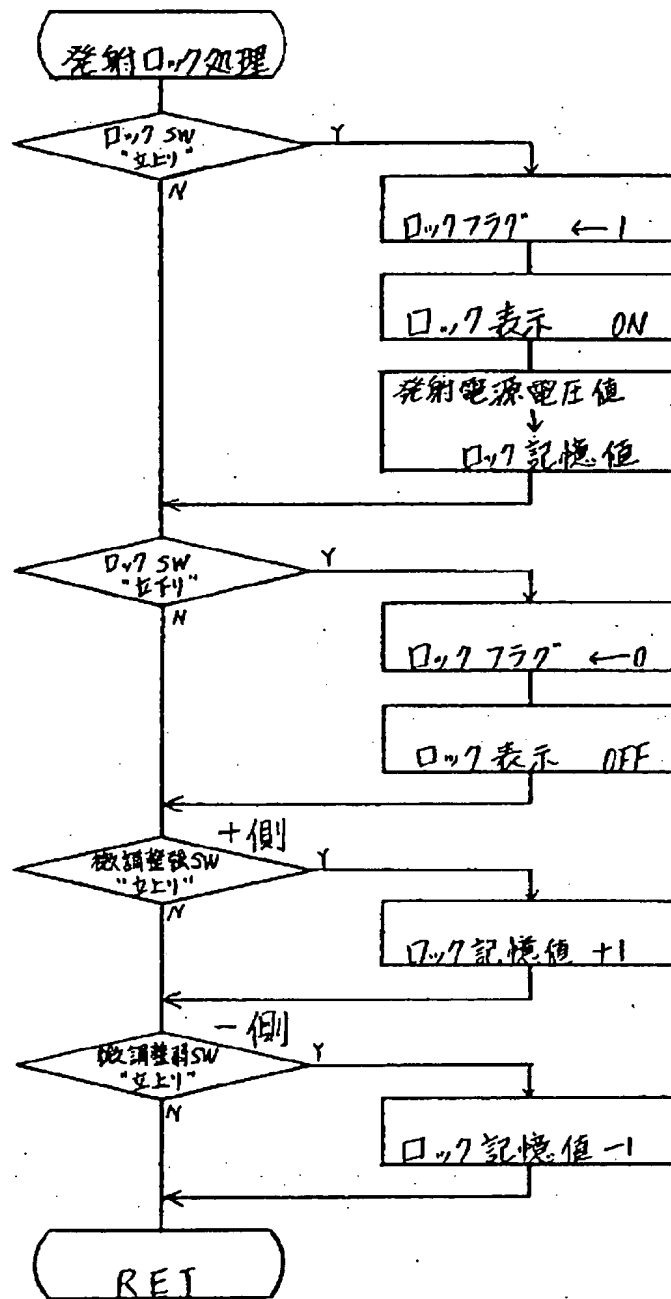 発射ロック処理
ロック SW
"立上り"
Y
N
ロックフラグ ←1
ロック表示 ON
発射電源電圧値
↓
ロック記憶値
ロック SW
"立下り"
Y
N
ロックフラグ ←0
ロック表示 OFF
+側
微調整強SW
"立上り"
Y
N
ロック記憶値 +1
-側
微調整弱SW
"立上り"
Y
N
ロック記憶値 -1
RET